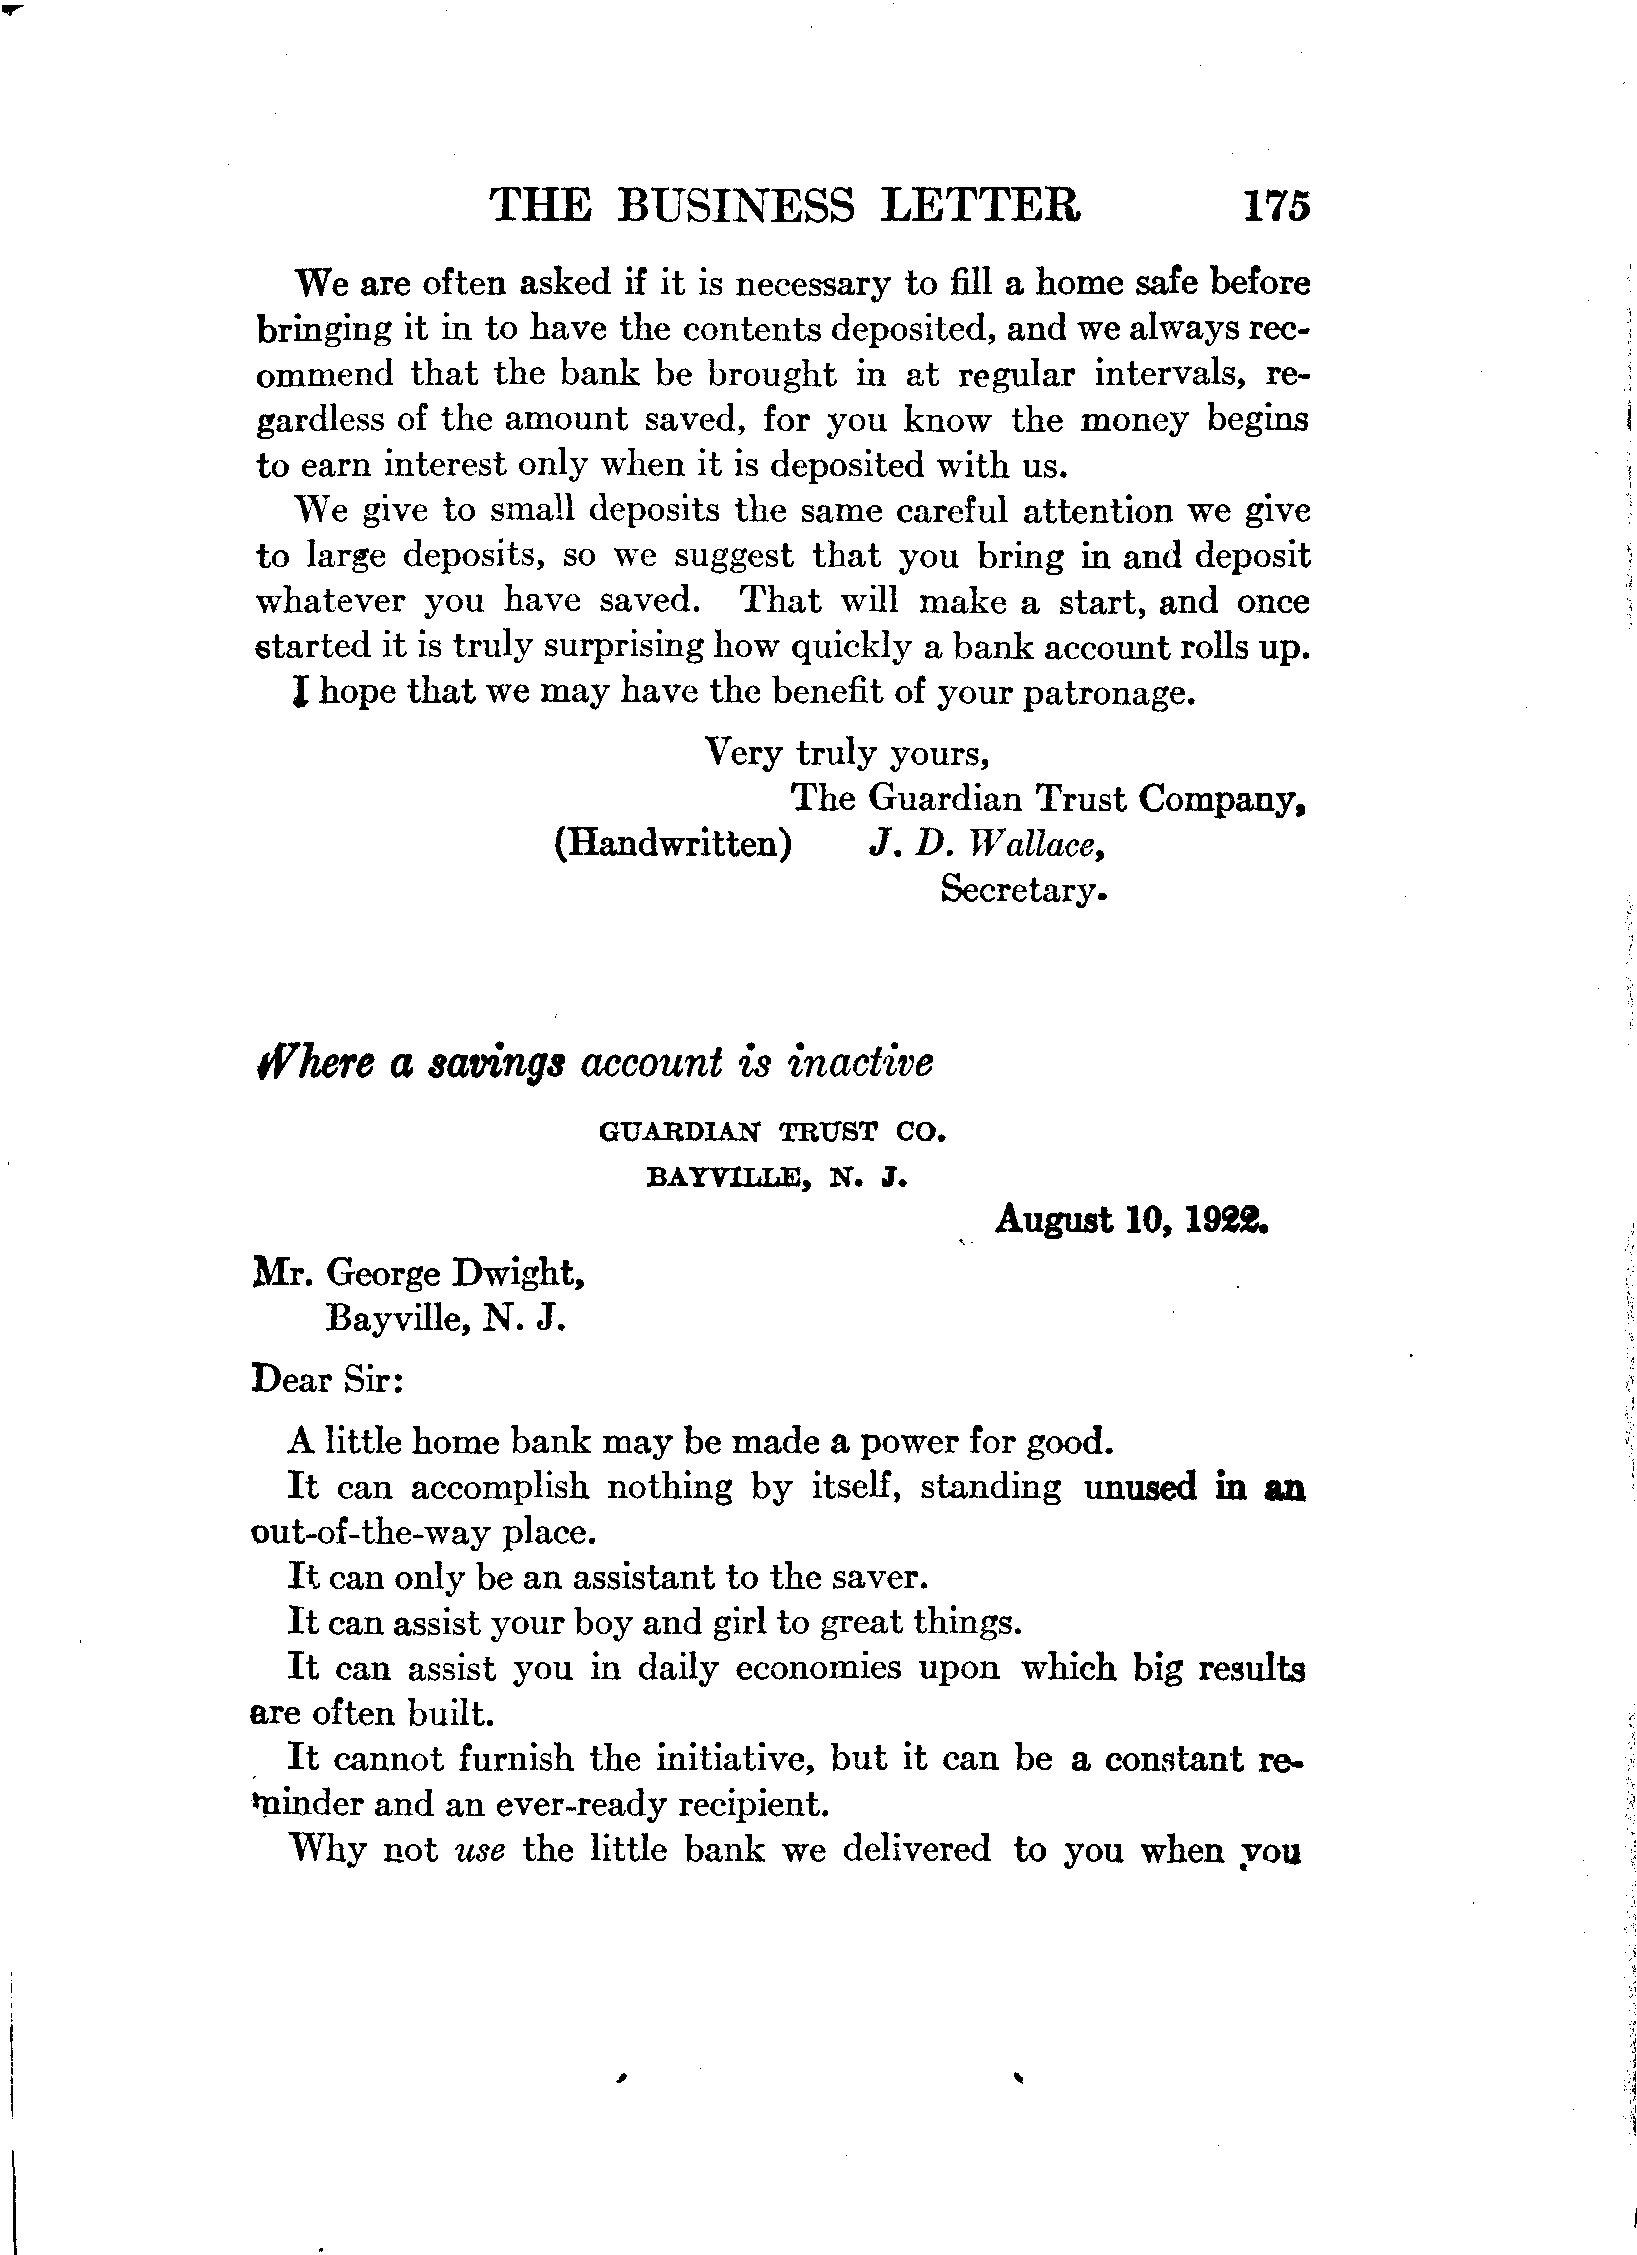 THE BUSINESS LETTER 175
We are often asked if it is necessary to fill a home safe before
bringing it in to have the contents deposited, and we always rec-
ommend that the bank be brought in at regular intervals, re-
gardless of the amount saved, for you know the money begins
to earn interest only when it is deposited with us.
We give to small deposits the same careful attention we give
to large deposits, so we suggest that you bring in and deposit
whatever you have saved. That will make a start, and once
started it is truly surprising how quickly a bank account rolls up.
I hope that we may have the benefit of your patronage.
Very truly yours,
The Guardian Trust Company,
(Handwritten) J. D. Wallace,
Secretary.
Where a savings account is inactive
GUARDIAN TRUST CO.
BAYVILLE, N. J.
August 10, 1922.
Mr. George Dwight,
Bayville, N. J.
Dear Sir:
A little home bank may be made a power for good.
It can accomplish nothing by itself, standing unused in an
out-of-the-way place.
It can only be an assistant to the saver.
It can assist your boy and girl to great things.
It can assist you in daily economies upon which big results
are often built.
It cannot furnish the initiative, but it can be a constant re-
minder and an ever-ready recipient.
Why not use the little bank we delivered to you when you